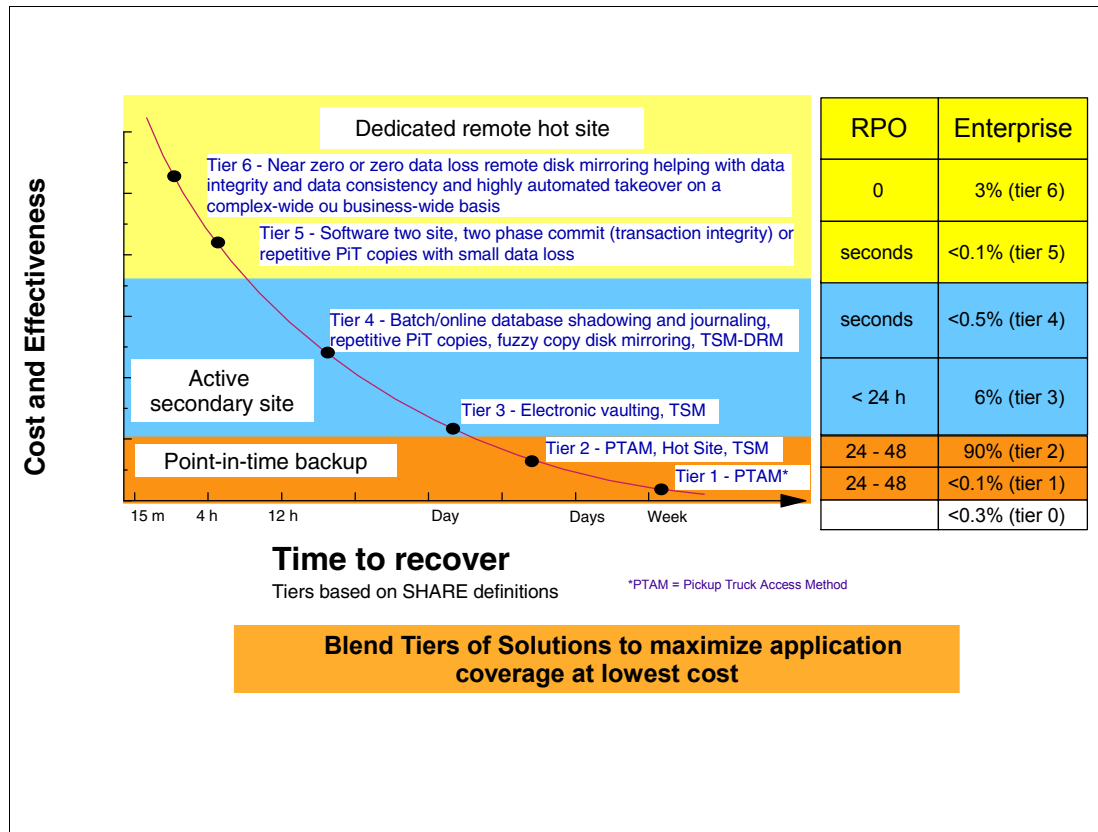 Cost and Effectiveness
Dedicated remote hot site
Tier 6 - Near zero or zero data loss remote disk mirroring helping with data
integrity and data consistency and highly automated takeover on a
complex-wide ou business-wide basis
Tier 5 - Software two site, two phase commit (transaction integrity) or
repetitive PiT copies with small data loss
Tier 4 - Batch/online database shadowing and journaling,
repetitive PiT copies, fuzzy copy disk mirroring, TSM-DRM
Active
secondary site
Tier 3 - Electronic vaulting, TSM
Point-in-time backup
Tier 2 - PTAM, Hot Site, TSM
Tier 1 - PTAM*
15 m 4 h 12 h Day Days Week
Time to recover
Tiers based on SHARE definitions
*PTAM = Pickup Truck Access Method
RPO Enterprise
0 3% (tier 6)
seconds <0.1% (tier 5)
seconds <0.5% (tier 4)
< 24 h 6% (tier 3)
24 - 48 90% (tier 2)
24 - 48 <0.1% (tier 1)
<0.3% (tier 0)
Blend Tiers of Solutions to maximize application
coverage at lowest cost